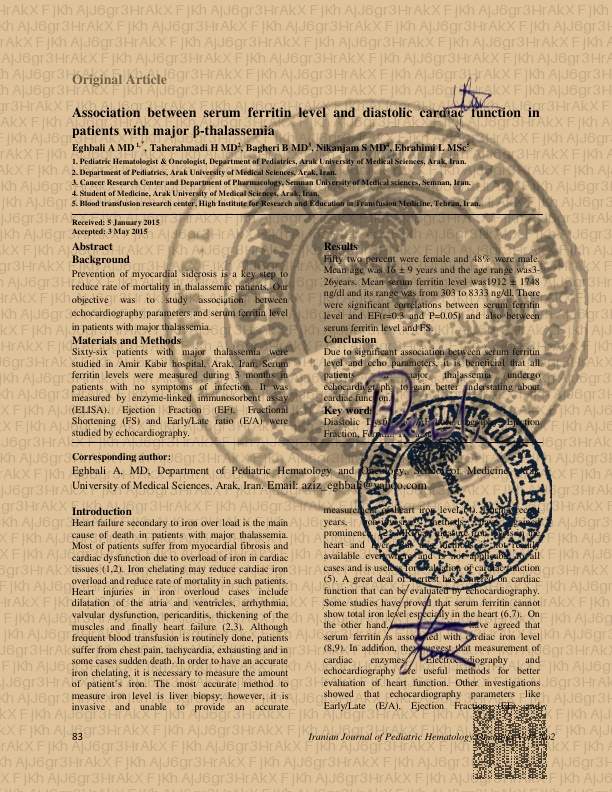 Original Article
Association between serum ferritin level and diastolic cardiac function in
patients with major β-thalassemia
Eghbali A MD 1,*, Taherahmadi H MD2, Bagheri B MD3, Nikanjam S MD4, Ebrahimi L MSc5
1. Pediatric Hematologist & Oncologist, Department of Pediatrics, Arak University of Medical Sciences, Arak, Iran.
2. Department of Pediatrics, Arak University of Medical Sciences, Arak, Iran.
3. Cancer Research Center and Department of Pharmacology, Semnan University of Medical sciences, Semnan, Iran.
4. Student of Medicine, Arak University of Medical Sciences, Arak, Iran.
5. Blood transfusion research center, High Institute for Research and Education in Transfusion Medicine, Tehran, Iran.
Received: 5 January 2015
Accepted: 3 May 2015
Abstract
Background
Prevention of myocardial siderosis is a key step to
reduce rate of mortality in thalassemic patients. Our
objective was to study association between
echocardiography parameters and serum ferritin level
in patients with major thalassemia.
Materials and Methods
Sixty-six patients with major thalassemia were
studied in Amir Kabir hospital, Arak, Iran. Serum
ferritin levels were measured during 3 months in
patients with no symptoms of infection. It was
measured by enzyme-linked immunosorbent assay
(ELISA). Ejection Fraction (EF), Fractional
Shortening (FS) and Early/Late ratio (E/A) were
studied by echocardiography.
Results
Fifty two percent were female and 48% were male.
Mean age was 16 ± 9 years and the age range was3-
26years. Mean serum ferritin level was1912 ± 1748
ng/dl and its range was from 303 to 8333 ng/dl. There
were significant correlations between serum ferritin
level and EF(r=0.3 and P=0.05) and also between
serum ferritin level and FS.
Conclusion
Due to significant association between serum ferritin
level and echo parameters, it is beneficial that all
patients major thalassemia undergo
echocardiography to gain better understating about
cardiac function.
Key word
Diastolic Ejection
Fraction,
Corresponding author:
Eghbali A, MD, Department of Pediatric Hematology and Oncology, School of Medicine,
University of Medical Sciences, Arak, Iran. Email: aziz_eghbali@yahoo.com
Introduction
Heart failure secondary to iron over load is the main
cause of death in patients with major thalassemia.
Most of patients suffer from myocardial fibrosis and
cardiac dysfunction due to overload of iron in cardiac
tissues (1,2). Iron chelating may reduce cardiac iron
overload and reduce rate of mortality in such patients.
Heart injuries in iron overloud cases include
dilatation of the atria and ventricles, arrhythmia,
valvular dysfunction, pericarditis, thickening of the
muscles and finally heart failure (2,3). Although
frequent blood transfusion is routinely done, patients
suffer from chest pain, tachycardia, exhausting and in
some cases sudden death. In order to have an accurate
iron chelating, it is necessary to measure the amount
of patient's iron. The most accurate method to
measure iron level is liver biopsy; however, it is
invasive and unable to provide an accurate
measurement of heart iron level
years,
prominence
heart and
available everywhere and is not applicable to all
cases and is useless for evaluation of cardiac function
(5). A great deal of interest has centered on cardiac
function that can be evaluated by echocardiography.
Some studies have proved that serum ferritin cannot
show total iron level especially in the heart (6,7). On
the other hand, have agreed that
serum ferritin is associated with cardiac iron level
(8,9). In addition, they suggest that measurement of
cardiac enzymes, Electrocardiography and
echocardiography are useful methods for better
evaluation of heart function. Other investigations
showed that echocardiography parameters like
Early/Late (E/A), Ejection Fraction (EF) and
83
Iranian Journal of Pediatric Hematology